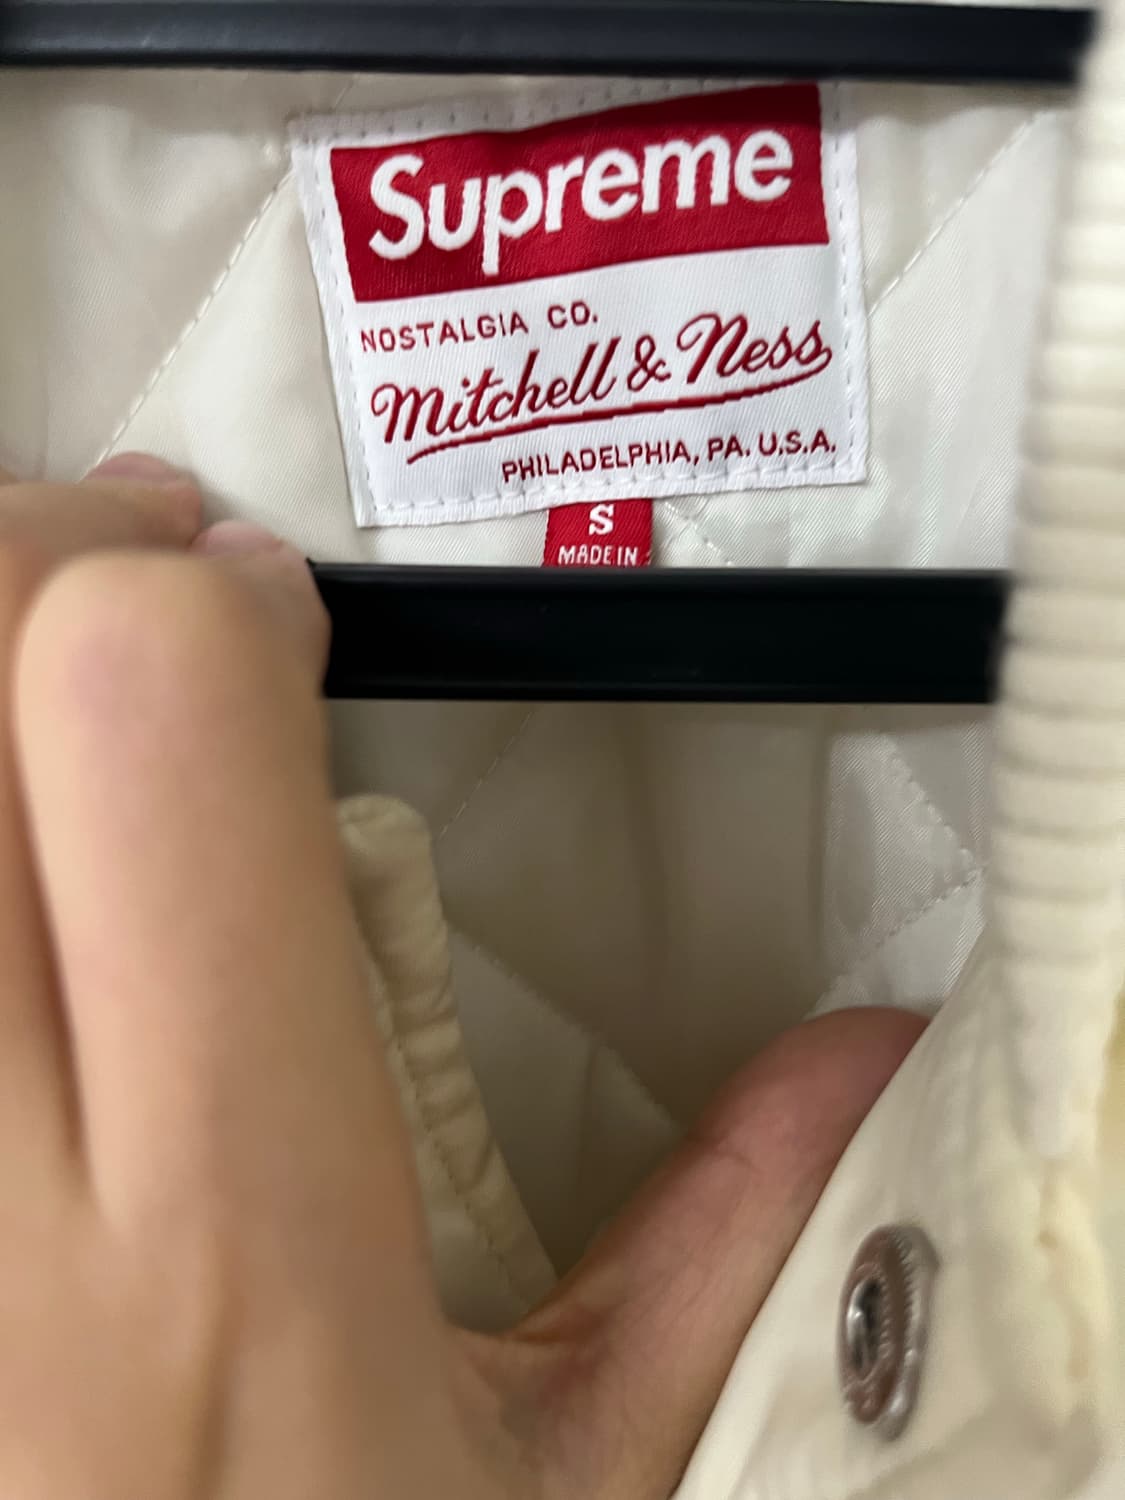 Supreme
NOSTALGIA CO.
Mitchell & Ness
PHILADELPHIA, PA. U.S.A.
S
MADE IN